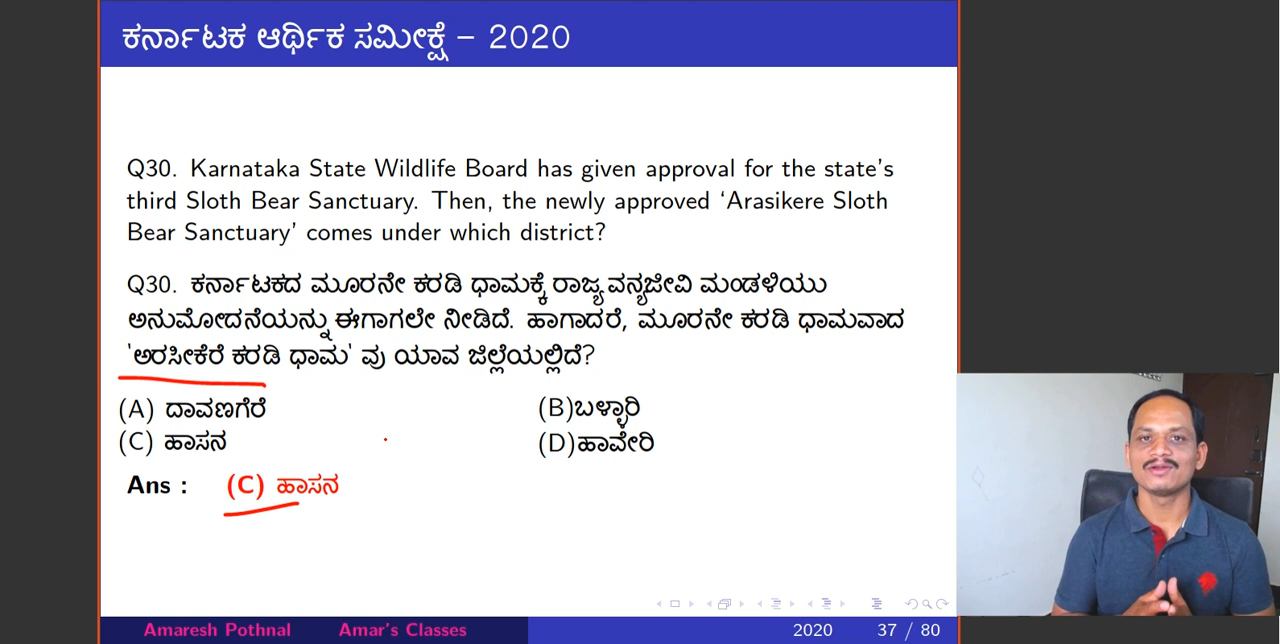 ಕರ್ನಾಟಕ ಆರ್ಥಿಕ ಸಮೀಕ್ಷೆ – 2020
Q30. Karnataka State Wildlife Board has given approval for the state's
third Sloth Bear Sanctuary. Then, the newly approved ‘Arasikere Sloth
Bear Sanctuary’ comes under which district?
Q30. ಕರ್ನಾಟಕದ ಮೂರನೇ ಕರಡಿ ಧಾಮಕ್ಕೆ ರಾಜ್ಯ ವನ್ಯಜೀವಿ ಮಂಡಳಿಯು
ಅನುಮೋದನೆಯನ್ನು ಈಗಾಗಲೇ ನೀಡಿದೆ. ಹಾಗಾದರೆ, ಮೂರನೇ ಕರಡಿ ಧಾಮವಾದ
'ಅರಸೀಕೆರೆ ಕರಡಿ ಧಾಮ' ವು ಯಾವ ಜಿಲ್ಲೆಯಲ್ಲಿದೆ?
(A) ದಾವಣಗೆರೆ (B)ಬಳ್ಳಾರಿ
(C) ಹಾಸನ (D)ಹಾವೇರಿ
Ans : (C) ಹಾಸನ
Amaresh Pothnal Amar's Classes 2020 37 / 80